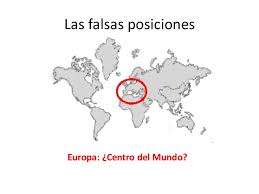 Las falsas posiciones
Europa: ¿Centro del Mundo?